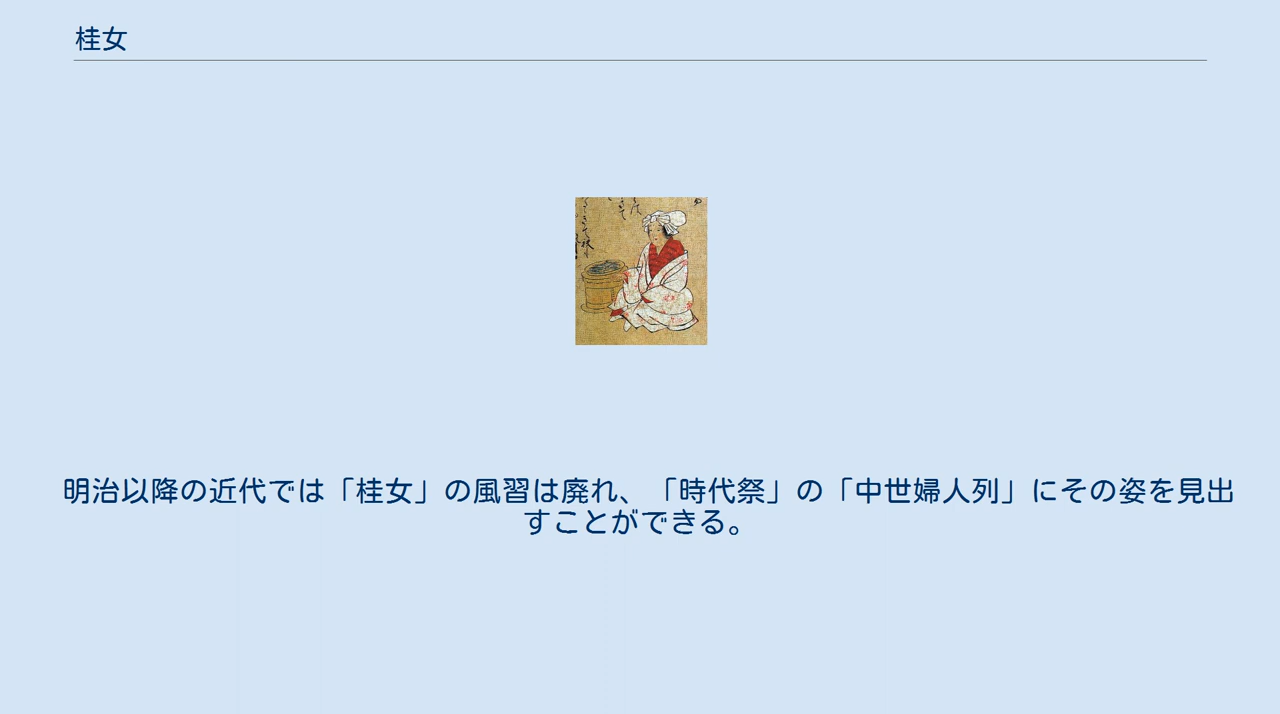 桂女
明治以降の近代では「桂女」の風習は廃れ、「時代祭」の「中世婦人列」にその姿を見出
すことができる。